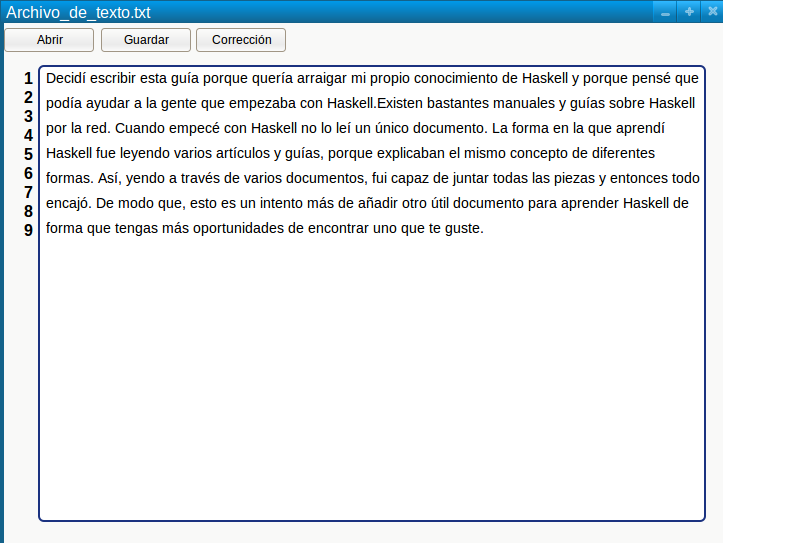 Archivo_de_texto.txt
Abrir Guardar Corrección
1
2
3
4
5
6
7
8
9
Decidí escribir esta guía porque quería arraigar mi propio conocimiento de Haskell y porque pensé que
podía ayudar a la gente que empezaba con Haskell.Existen bastantes manuales y guías sobre Haskell
por la red. Cuando empecé con Haskell no lo leí un único documento. La forma en la que aprendí
Haskell fue leyendo varios artículos y guías, porque explicaban el mismo concepto de diferentes
formas. Así, yendo a través de varios documentos, fui capaz de juntar todas las piezas y entonces todo
encajó. De modo que, esto es un intento más de añadir otro útil documento para aprender Haskell de
forma que tengas más oportunidades de encontrar uno que te guste.